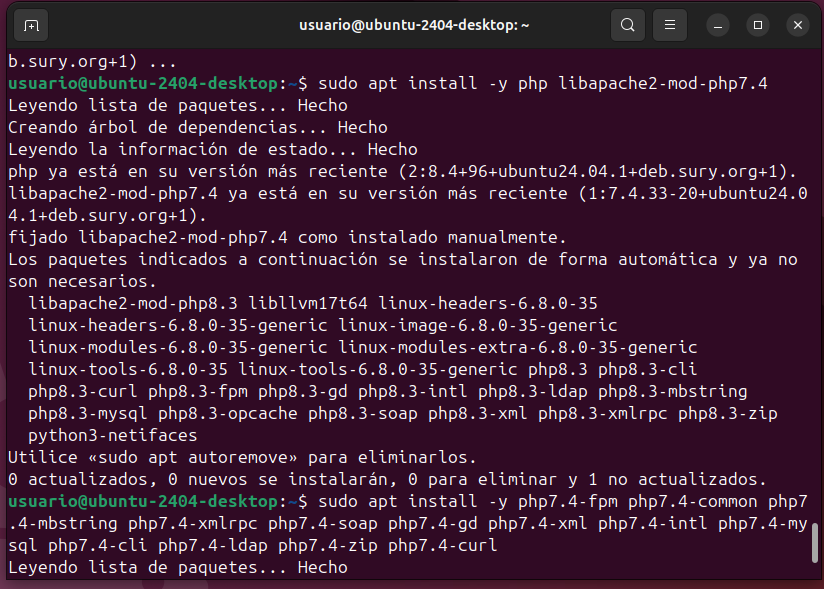 usuario@ubuntu-2404-desktop: ~
b.sury.org+1) ...
usuario@ubuntu-2404-desktop:~$ sudo apt install -y php libapache2-mod-php7.4
Leyendo lista de paquetes... Hecho
Creando árbol de dependencias... Hecho
Leyendo la información de estado... Hecho
php ya está en su versión más reciente (2:8.4+96+ubuntu24.04.1+deb.sury.org+1).
libapache2-mod-php7.4 ya está en su versión más reciente (1:7.4.33-20+ubuntu24.0
4.1+deb.sury.org+1).
fijado libapache2-mod-php7.4 como instalado manualmente.
Los paquetes indicados a continuación se instalaron de forma automática y ya no
son necesarios.
  libapache2-mod-php8.3 libllvm17t64 linux-headers-6.8.0-35
  linux-headers-6.8.0-35-generic linux-image-6.8.0-35-generic
  linux-modules-6.8.0-35-generic linux-modules-extra-6.8.0-35-generic
  linux-tools-6.8.0-35 linux-tools-6.8.0-35-generic php8.3 php8.3-cli
  php8.3-curl php8.3-fpm php8.3-gd php8.3-intl php8.3-ldap php8.3-mbstring
  php8.3-mysql php8.3-opcache php8.3-soap php8.3-xml php8.3-xmlrpc php8.3-zip
  python3-netifaces
Utilice «sudo apt autoremove» para eliminarlos.
0 actualizados, 0 nuevos se instalarán, 0 para eliminar y 1 no actualizados.
usuario@ubuntu-2404-desktop:~$ sudo apt install -y php7.4-fpm php7.4-common php7
.4-mbstring php7.4-xmlrpc php7.4-soap php7.4-gd php7.4-xml php7.4-intl php7.4-my
sql php7.4-cli php7.4-ldap php7.4-zip php7.4-curl
Leyendo lista de paquetes... Hecho